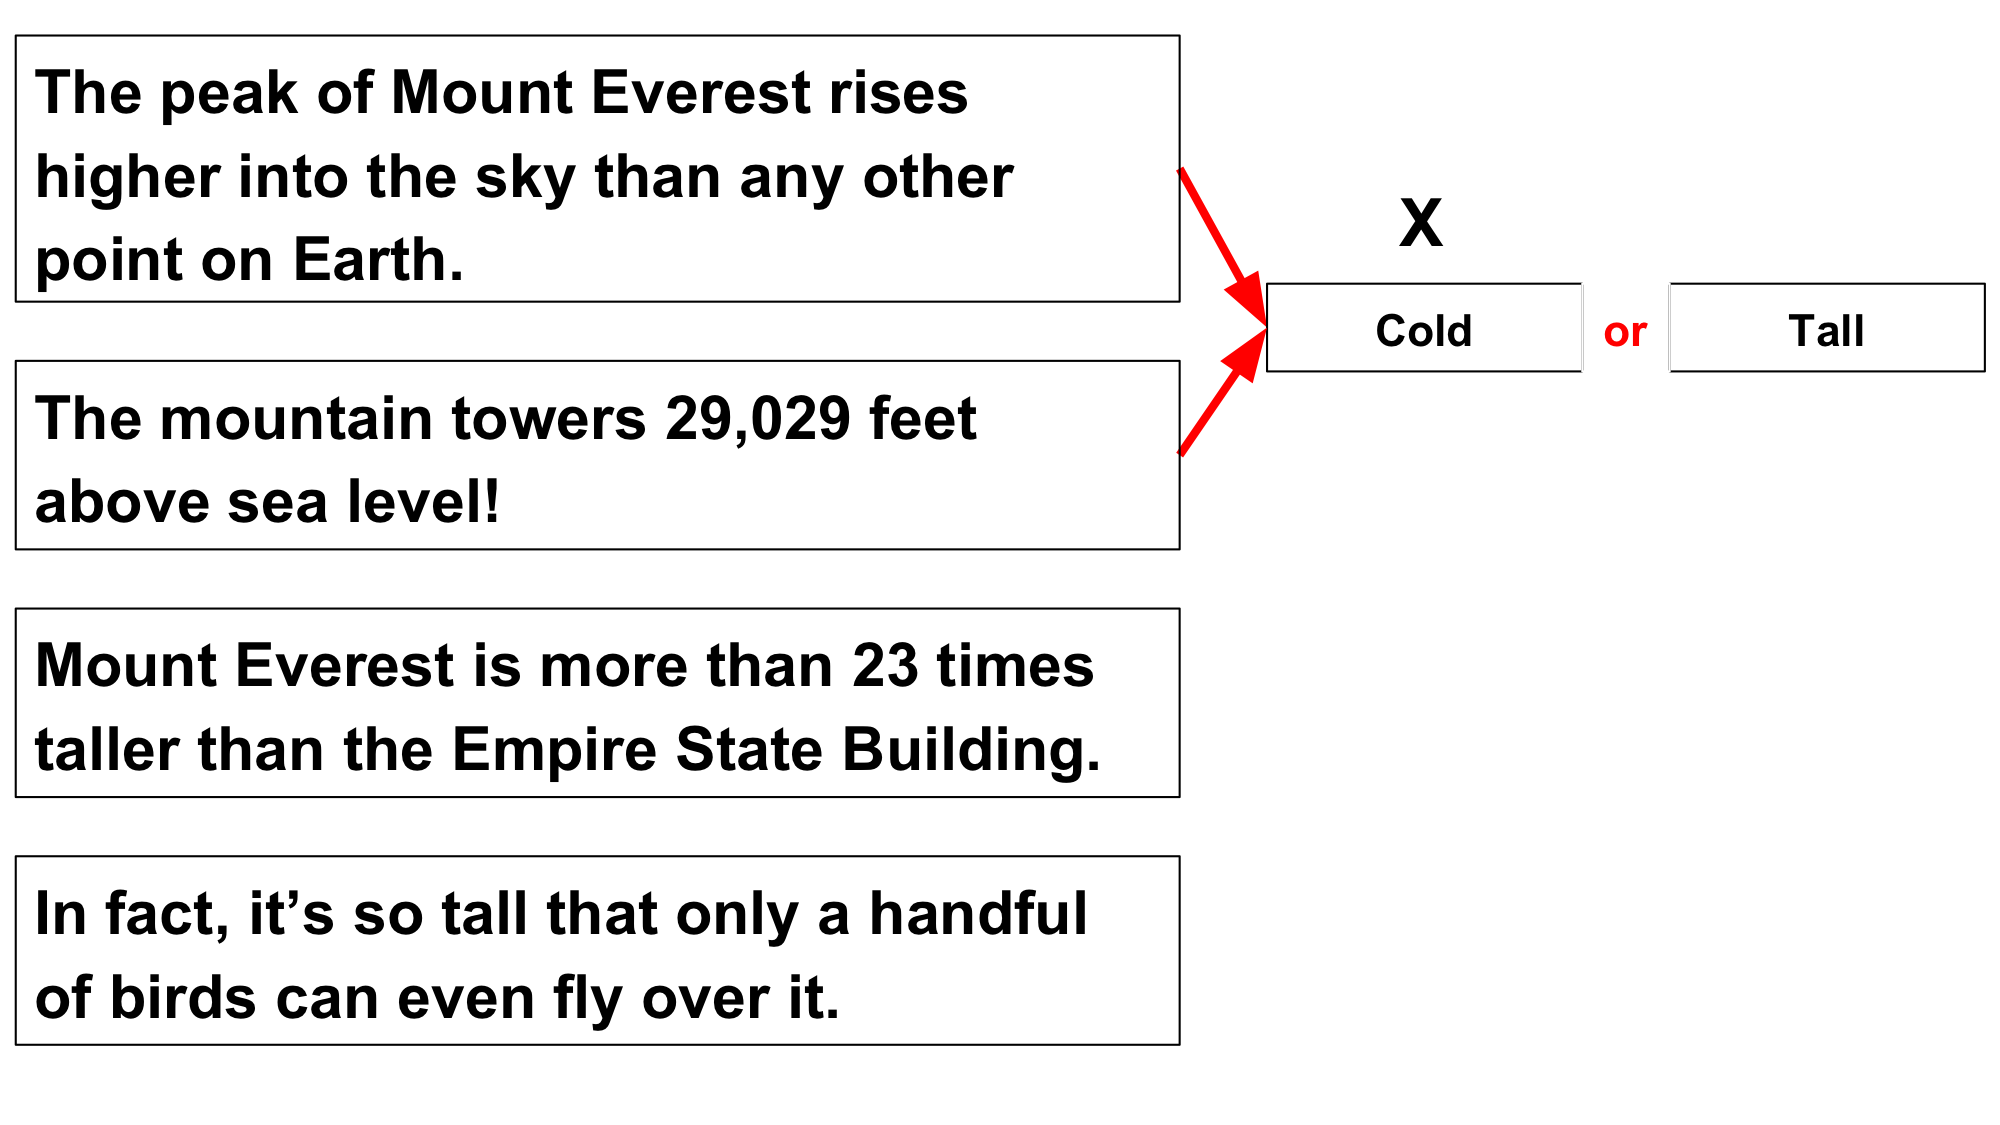 The peak of Mount Everest rises
higher into the sky than any other
point on Earth.
X
Cold or Tall
The mountain towers 29,029 feet
above sea level!
Mount Everest is more than 23 times
taller than the Empire State Building.
In fact, it’s so tall that only a handful
of birds can even fly over it.